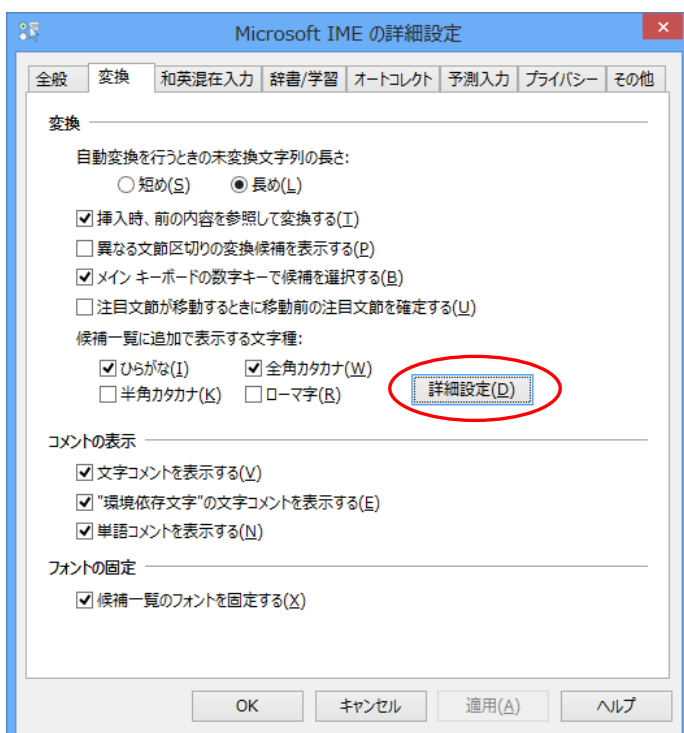 Microsoft IME の詳細設定
全般 変換 和英混在入力 辞書/学習 オートコレクト 予測入力 プライバシー その他
変換
自動変換を行うときの未変換文字列の長さ:
短め(S) 長め(L)
挿入時、前の内容を参照して変換する(T)
異なる文節区切りの変換候補を表示する(P)
メイン キーボードの数字キーで候補を選択する(B)
注目文節が移動するときに移動前の注目文節を確定する(U)
候補一覧に追加で表示する文字種:
ひらがな(I) 全角カタカナ(W)
半角カタカナ(K) ローマ字(R) 詳細設定(D)
コメントの表示
文字コメントを表示する(V)
"環境依存文字"の文字コメントを表示する(E)
単語コメントを表示する(N)
フォントの固定
候補一覧のフォントを固定する(X)
OK キャンセル 適用(A) ヘルプ